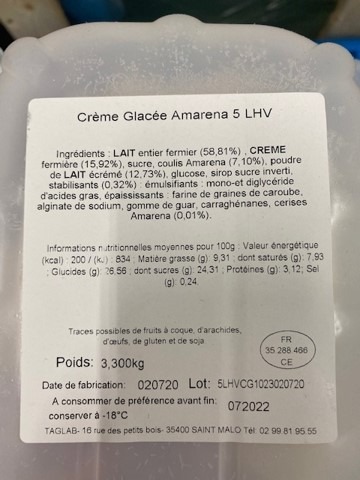 Crème Glacée Amarena 5 LHV
Ingrédients : LAIT entier fermier (58,81%) , CREME
fermière (15,92%), sucre, coulis Amarena (7,10%), poudre
de LAIT écrémé (12,73%), glucose, sirop sucre inverti,
stabilisants (0,32%) : émulsifiants : mono-et diglycéride
d'acides gras, épaississants : farine de graines de caroube,
alginate de sodium, gomme de guar, carraghénanes, cerises
Amarena (0,01%).
Informations nutritionnelles moyennes pour 100g : Valeur énergétique
(kcal) : 200 / (kJ) : 834 ; Matière grasse (g): 9,31 ; dont saturés (g): 7,93
; Glucides (g): 26,56 ; dont sucres (g): 24,31 ; Protéines (g): 3,12; Sel
(g): 0,24.
Traces possibles de fruits à coque, d'arachides,
d'œufs, de gluten et de soja.
FR
35 288 466
CE
Poids: 3,300kg
Date de fabrication: 020720 Lot: 5LHVCG1023020720
A consommer de préférence avant fin: 072022
conserver à -18°C
TAGLAB- 16 rue des petits bois- 35400 SAINT MALO Tél: 02.99.81.95.55